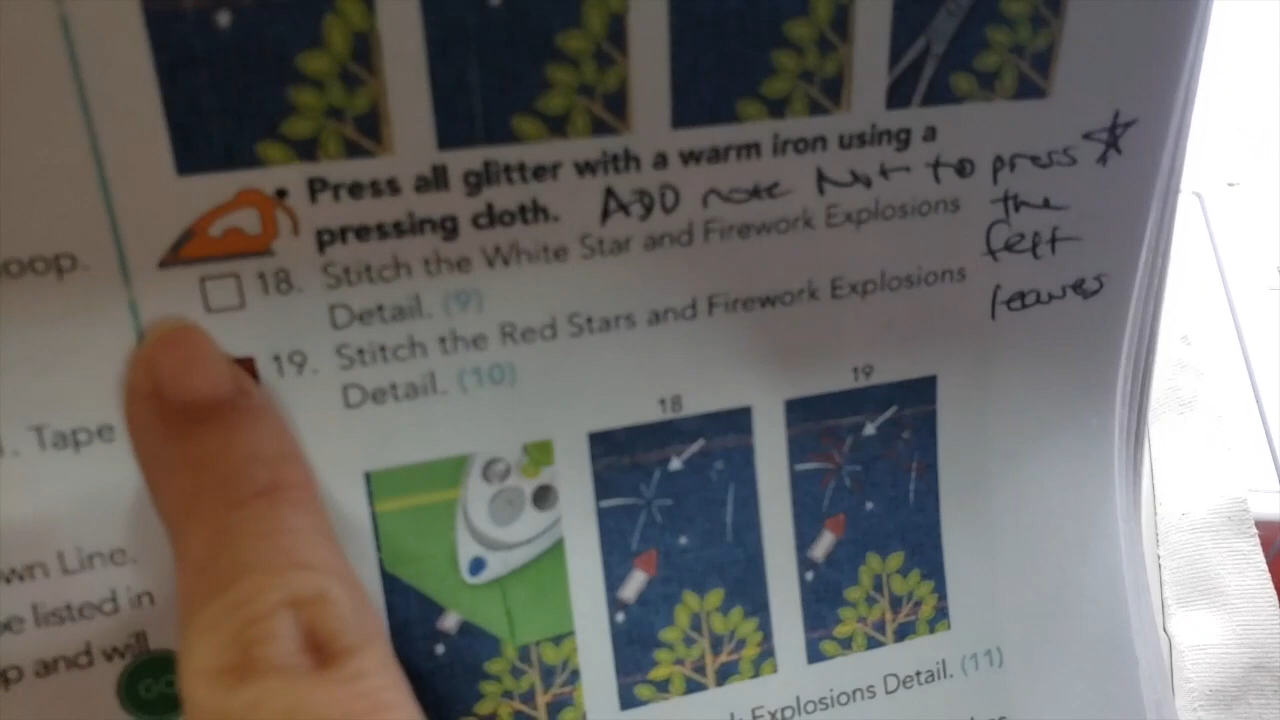 • Press all glitter with a warm iron using a
pressing cloth.
ADD note Not to press ☆
the
felt
leaves
18. Stitch the White Star and Firework Explosions
Detail. (9)
19. Stitch the Red Stars and Firework Explosions
Detail. (10)
18
19
Explosions Detail. (11)
oop.
. Tape
wn Line.
e listed in
p and will
GO